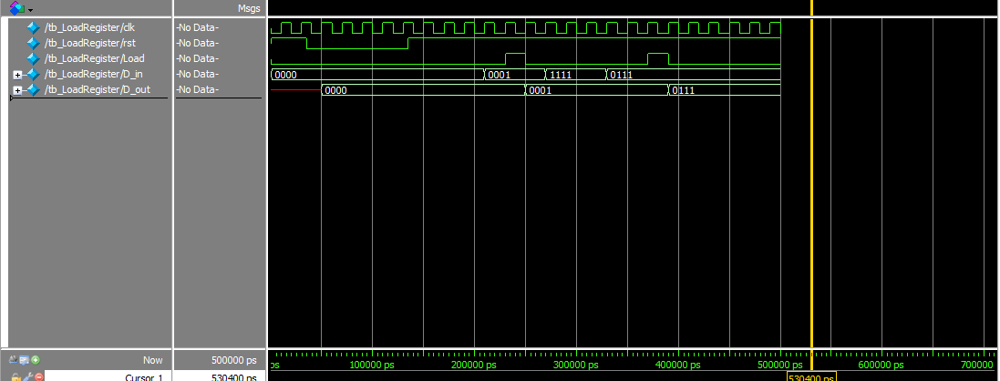 Msgs
/tb_LoadRegister/clk -No Data-
/tb_LoadRegister/rst -No Data-
/tb_LoadRegister/Load -No Data-
/tb_LoadRegister/D_in -No Data- 0000 0001 1111 0111
/tb_LoadRegister/D_out -No Data- 0000 0001 0111
Now 500000 ps ps 100000 ps 200000 ps 300000 ps 400000 ps 500000 ps 600000 ps 700000
Cursor 1 530400 ps 530400 ps